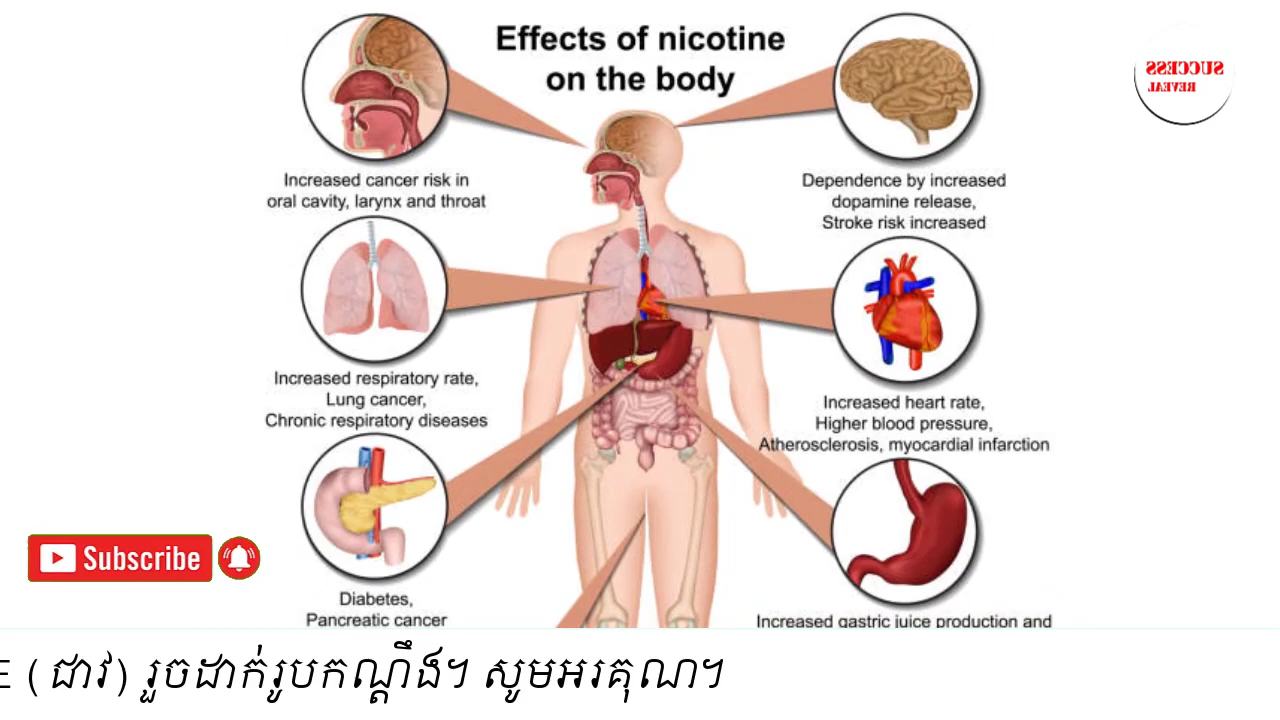 Effects of nicotine
on the body
SUCCESS
REVEAL
Increased cancer risk in
oral cavity, larynx and throat
Dependence by increased
dopamine release,
Stroke risk increased
Increased respiratory rate,
Lung cancer,
Chronic respiratory diseases
Increased heart rate,
Higher blood pressure,
Atherosclerosis, myocardial infarction
Diabetes,
Pancreatic cancer
Increased gastric juice production and
Subscribe
E (ជាវ) រួចដាក់រូបកណ្ដឹង។ សូមអរគុណ។